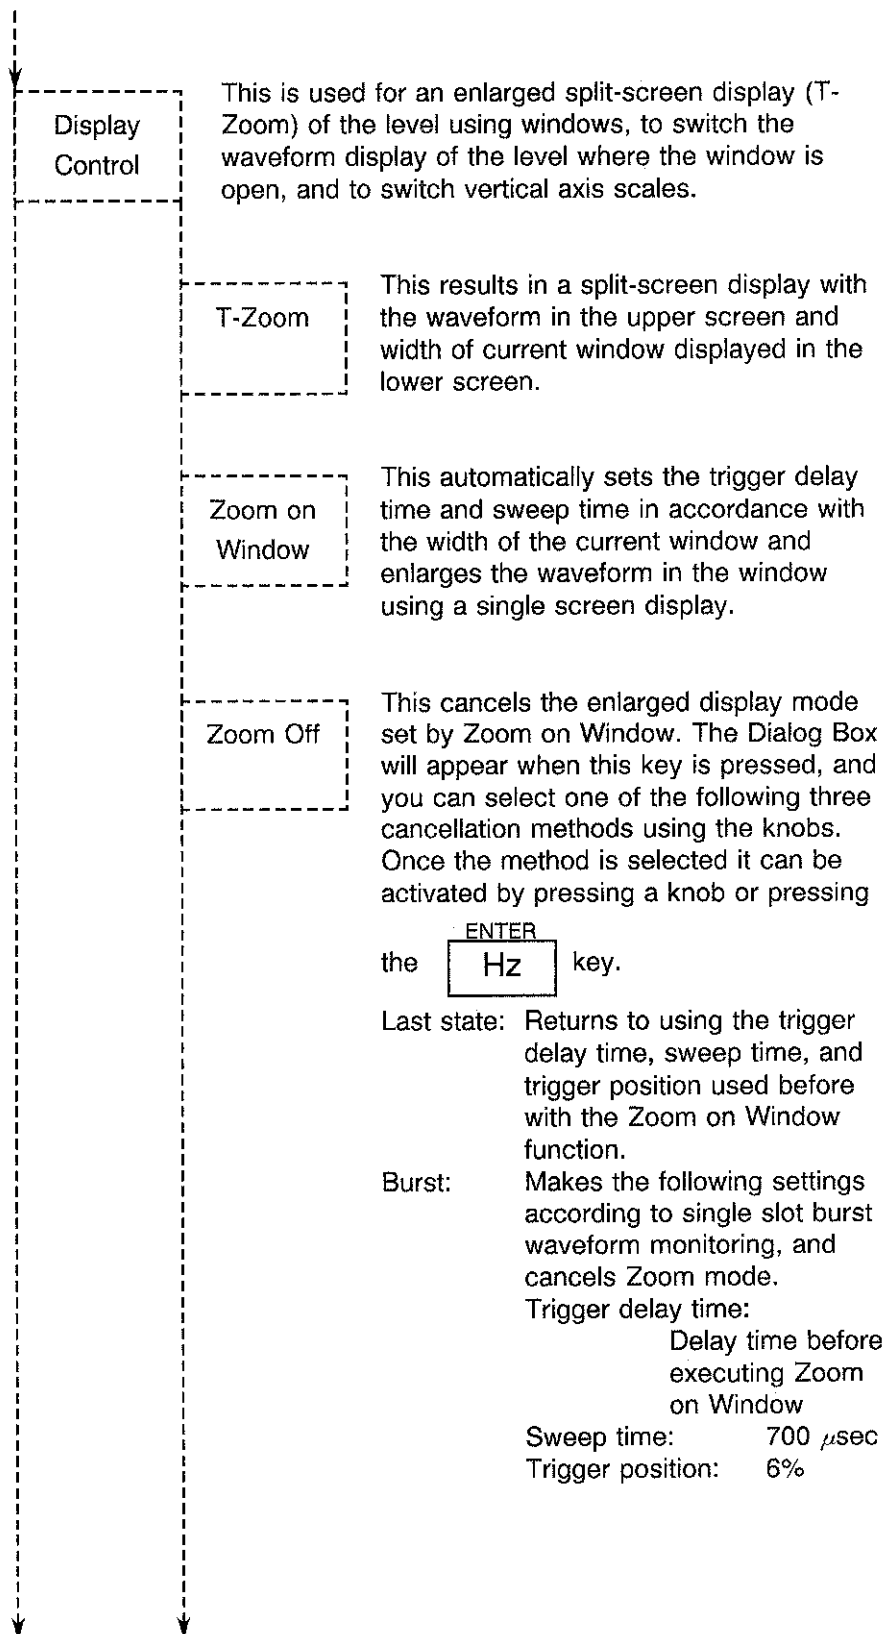 Display
Control
This is used for an enlarged split-screen display (T-
Zoom) of the level using windows, to switch the
waveform display of the level where the window is
open, and to switch vertical axis scales.
T-Zoom
This results in a split-screen display with
the waveform in the upper screen and
width of current window displayed in the
lower screen.
Zoom on
Window
This automatically sets the trigger delay
time and sweep time in accordance with
the width of the current window and
enlarges the waveform in the window
using a single screen display.
Zoom Off
This cancels the enlarged display mode
set by Zoom on Window. The Dialog Box
will appear when this key is pressed, and
you can select one of the following three
cancellation methods using the knobs.
Once the method is selected it can be
activated by pressing a knob or pressing
ENTER
the Hz key.
Last state: Returns to using the trigger
delay time, sweep time, and
trigger position used before
with the Zoom on Window
function.
Burst: Makes the following settings
according to single slot burst
waveform monitoring, and
cancels Zoom mode.
Trigger delay time:
Delay time before
executing Zoom
on Window
Sweep time: 700 μsec
Trigger position: 6%